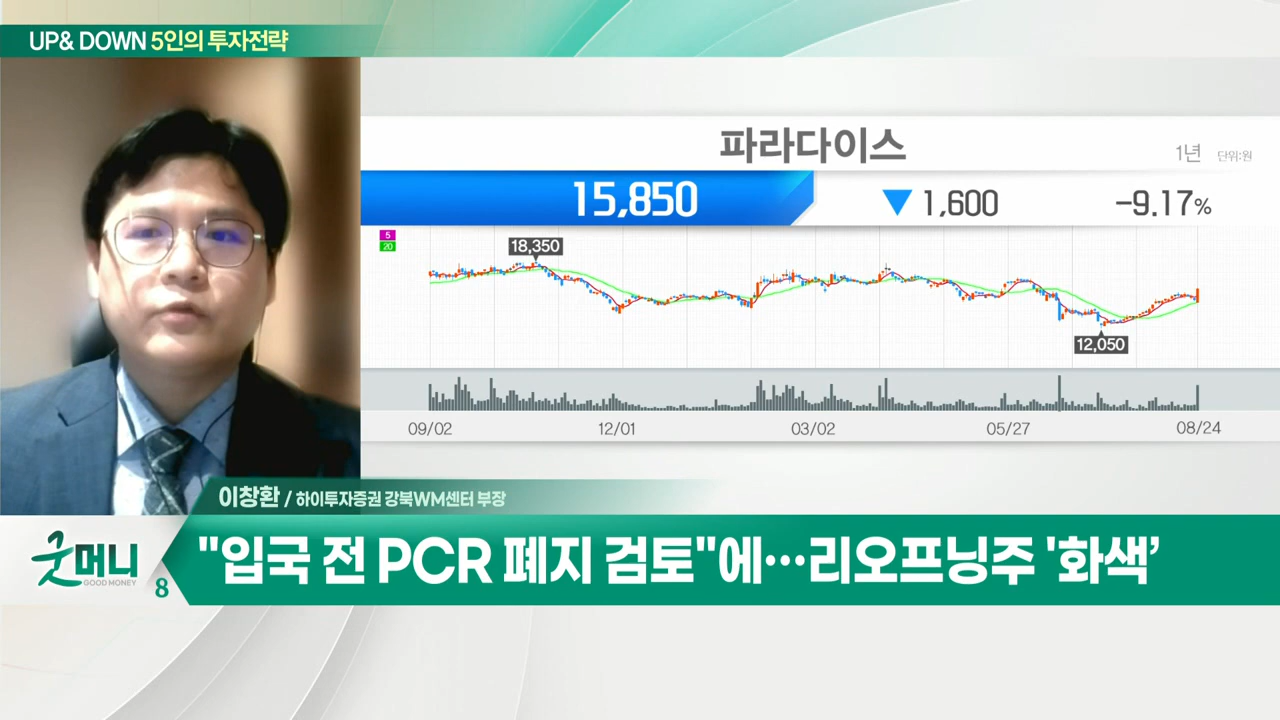 UP& DOWN 5인의 투자전략
파라다이스
1년 단위:원
15,850 ▼ 1,600 -9.17%
5
20
18,350
12,050
09/02 12/01 03/02 05/27 08/24
이창환 / 하이투자증권 강북WM센터 부장
굿머니
GOOD MONEY
8
"입국 전 PCR 폐지 검토"에…리오프닝주 '화색’